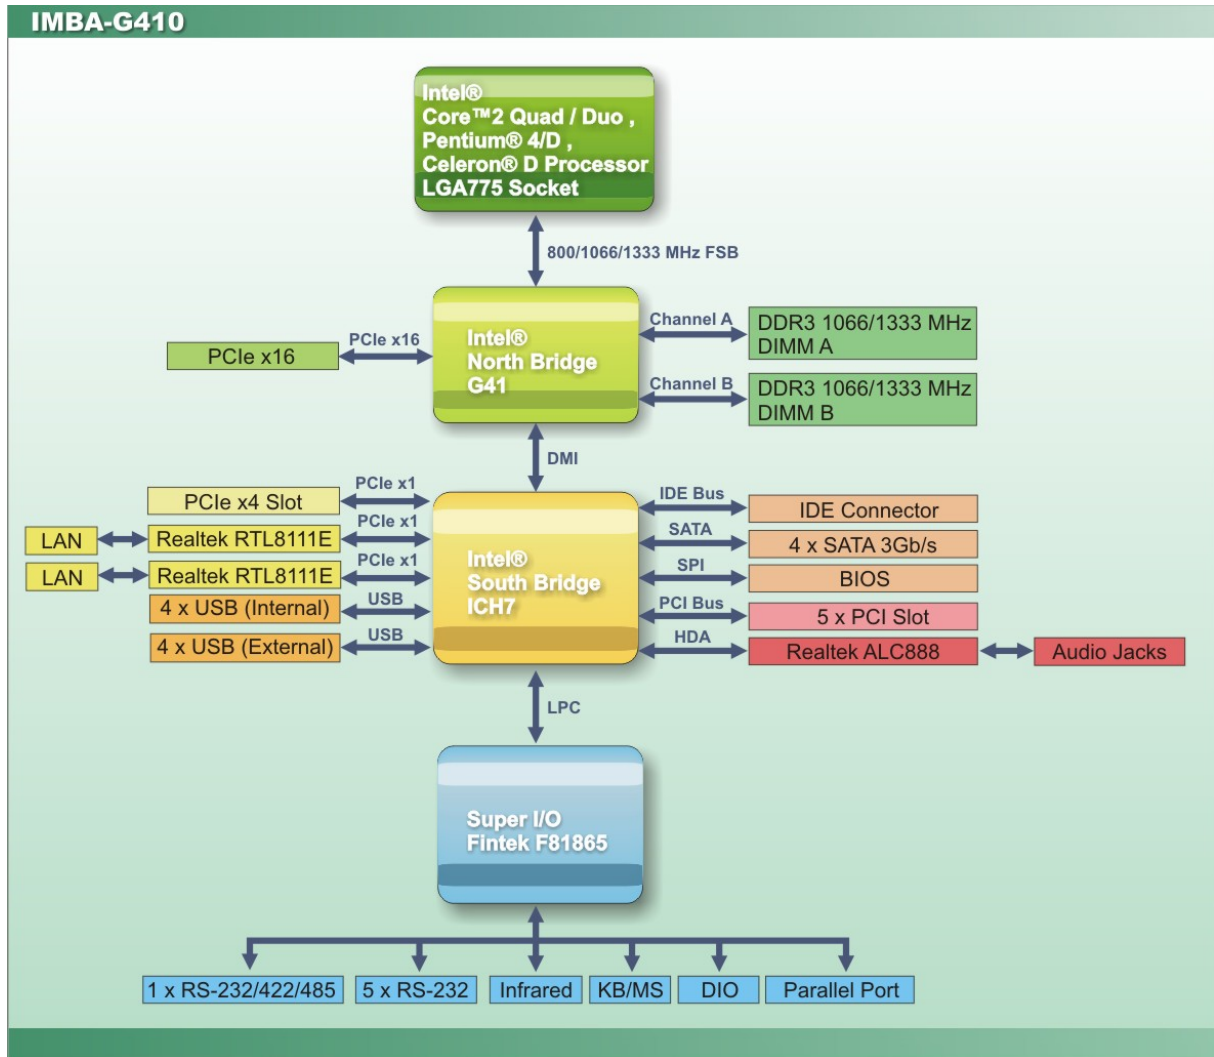 IMBA-G410
Intel®
Core™2 Quad / Duo ,
Pentium® 4/D ,
Celeron® D Processor
LGA775 Socket
800/1066/1333 MHz FSB
PCIe x16
PCIe x16
Intel®
North Bridge
G41
Channel A
DDR3 1066/1333 MHz
DIMM A
Channel B
DDR3 1066/1333 MHz
DIMM B
DMI
PCIe x4 Slot
PCIe x1
LAN
Realtek RTL8111E
PCIe x1
LAN
Realtek RTL8111E
PCIe x1
4 x USB (Internal)
USB
4 x USB (External)
USB
Intel®
South Bridge
ICH7
IDE Bus
IDE Connector
SATA
4 x SATA 3Gb/s
SPI
BIOS
PCI Bus
5 x PCI Slot
HDA
Realtek ALC888
Audio Jacks
LPC
Super I/O
Fintek F81865
1 x RS-232/422/485
5 x RS-232
Infrared
KB/MS
DIO
Parallel Port